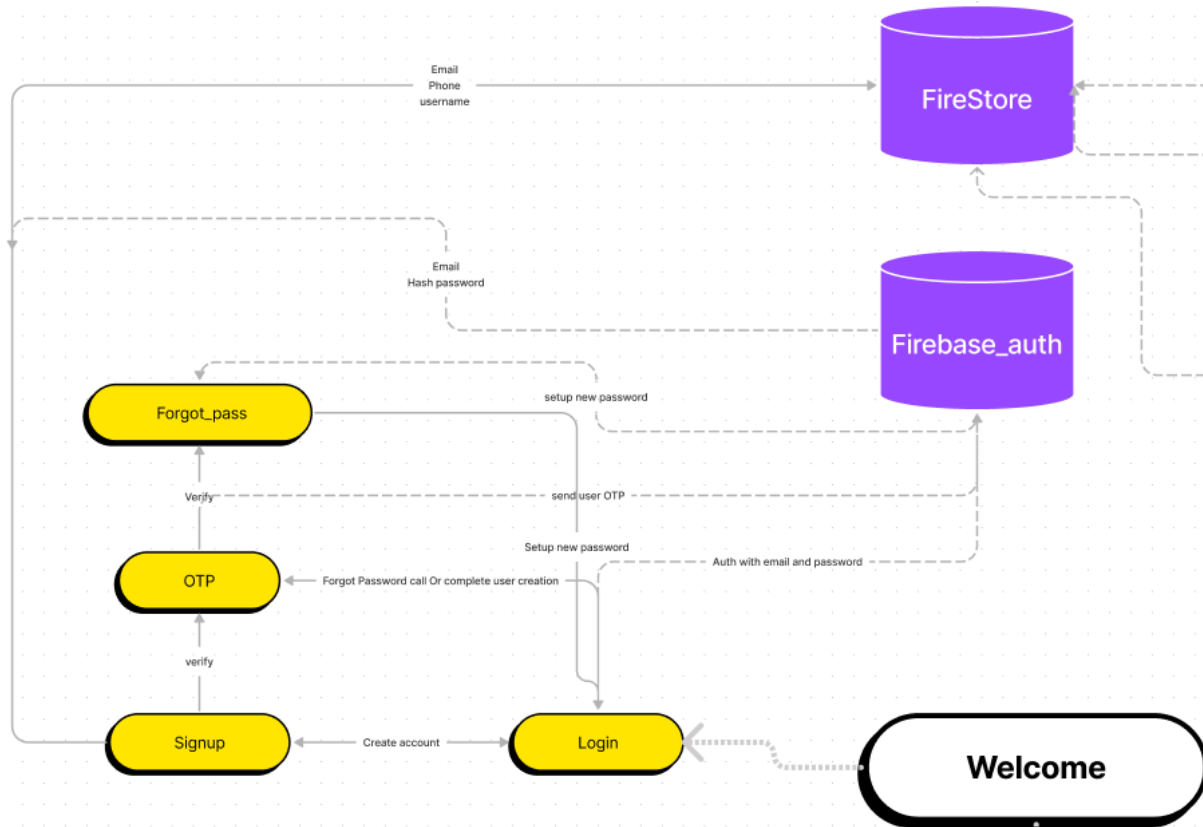 Email
Phone
username
FireStore
Email
Hash password
Firebase_auth
setup new password
Forgot_pass
Verify
send user OTP
Setup new password
Auth with email and password
OTP
Forgot Password call Or complete user creation
verify
Signup
Create account
Login
Welcome